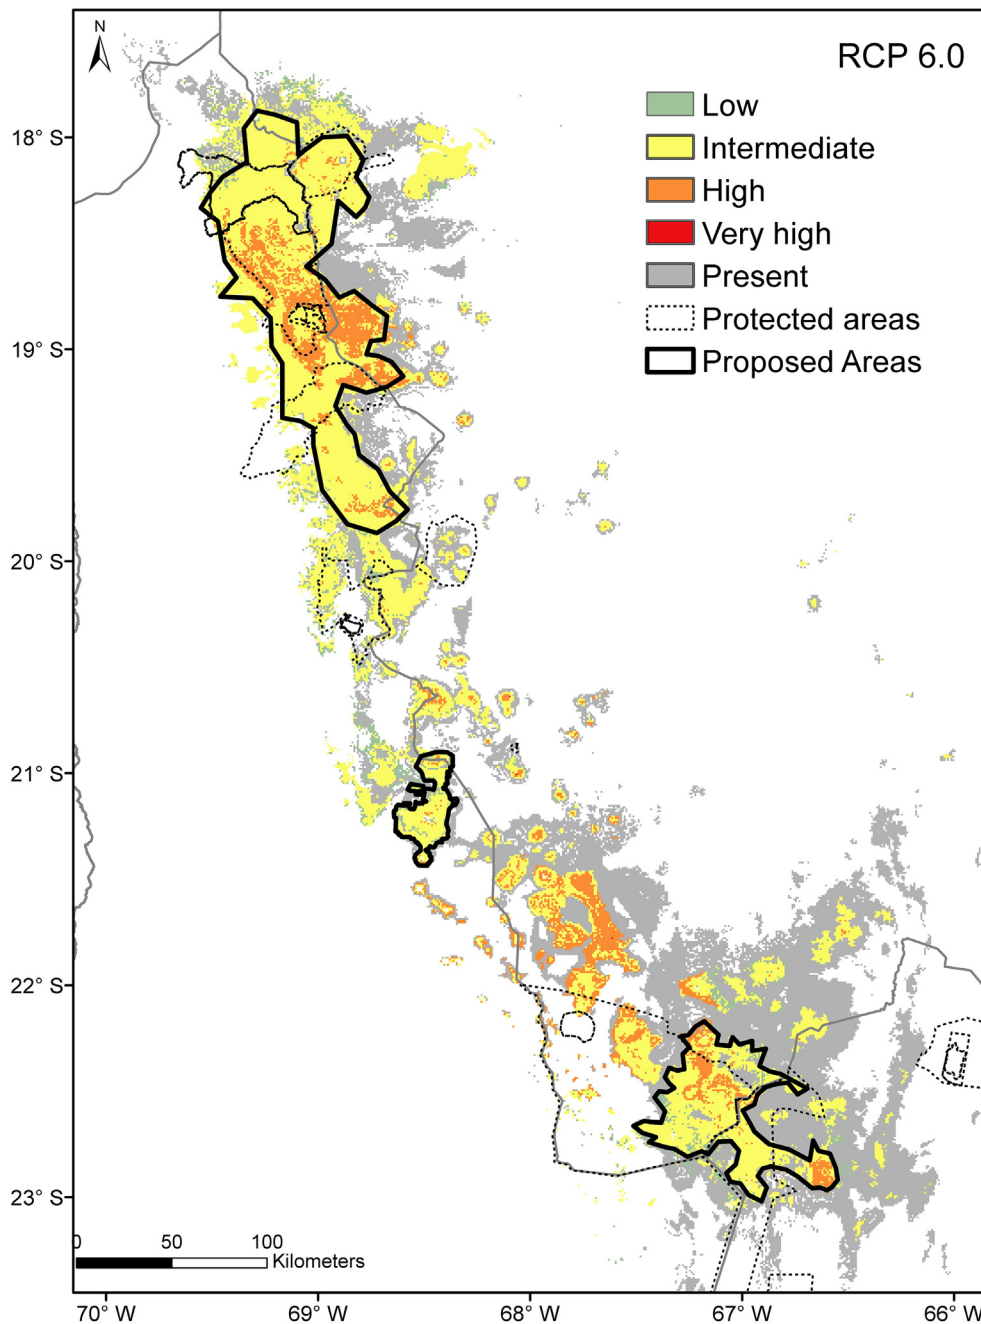 N
RCP 6.0
Low
Intermediate
High
Very high
Present
Protected areas
Proposed Areas
18° S
19° S
20° S
21° S
22° S
23° S
0 50 100
Kilometers
70° W 69° W 68° W 67° W 66° W